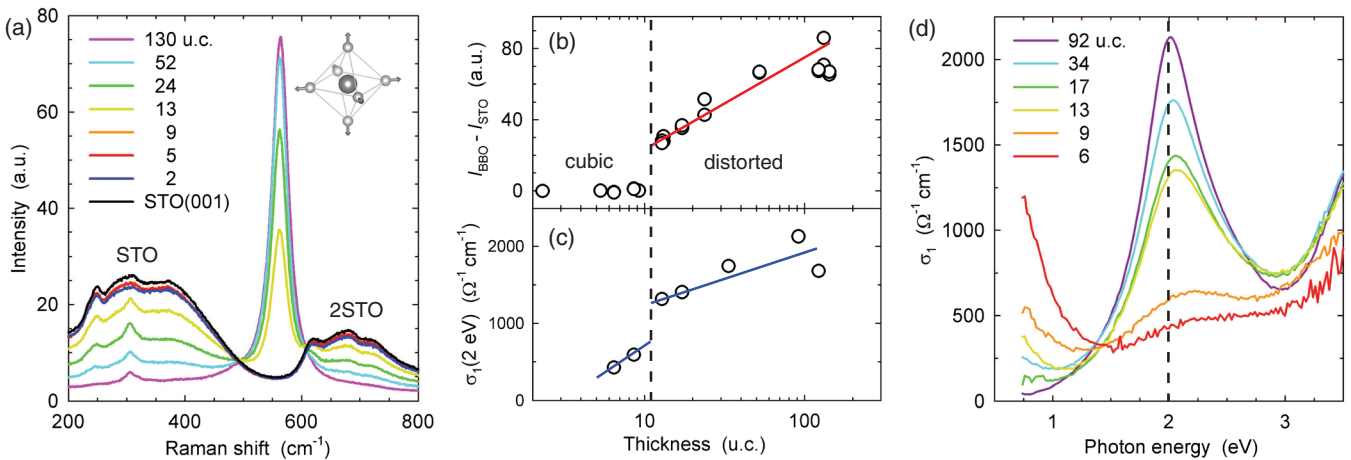 (a)
130 u.c.
52
24
13
9
5
2
STO(001)
STO
2STO
Intensity (a.u.)
80
60
40
20
0
200
400
600
800
Raman shift (cm⁻¹)
(b)
I_BBO - I_STO (a.u.)
80
40
0
cubic
distorted
(c)
σ₁(2 eV) (Ω⁻¹ cm⁻¹)
2000
1000
0
10
100
Thickness (u.c.)
(d)
92 u.c.
34
17
13
9
6
σ₁ (Ω⁻¹ cm⁻¹)
2000
1500
1000
500
0
1
2
3
Photon energy (eV)